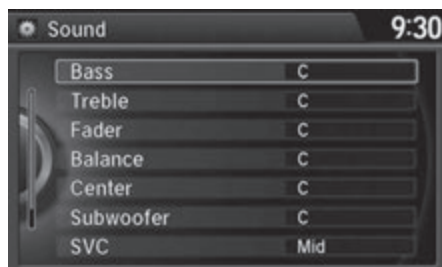 Sound 9:30
Bass C
Treble C
Fader C
Balance C
Center C
Subwoofer C
SVC Mid